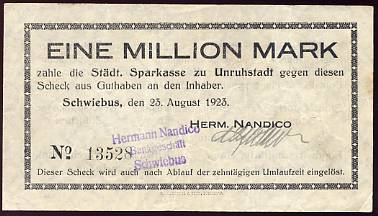 EINE MILLION MARK
zahle die Städt. Sparkasse zu Unruhstadt gegen diesen
Scheck aus Guthaben an den Inhaber.
Schwiebus, den 23. August 1923.
HERM. NANDICO
Hermann Nandico
Bankgeschäft
Schwiebus
No 13528
Dieser Scheck wird auch nach Ablauf der zehntägigen Umlaufzeit eingelöst.